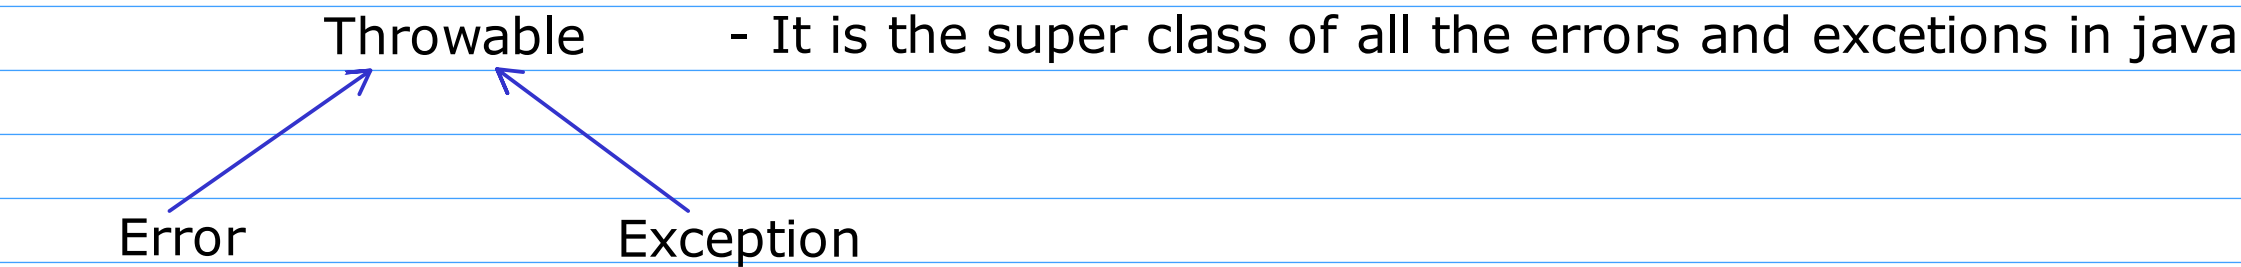 Throwable - It is the super class of all the errors and excetions in java
Error Exception